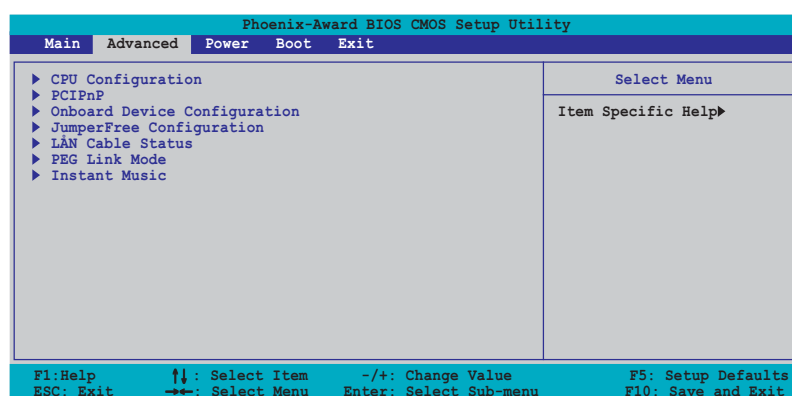 Phoenix-Award BIOS CMOS Setup Utility
Main Advanced Power Boot Exit
CPU Configuration
PCIPnP
Onboard Device Configuration
JumperFree Configuration
LÅN Cable Status
PEG Link Mode
Instant Music
Select Menu
Item Specific Help
F1:Help ↑↓: Select Item -/+: Change Value F5: Setup Defaults
ESC: Exit →←: Select Menu Enter: Select Sub-menu F10: Save and Exit